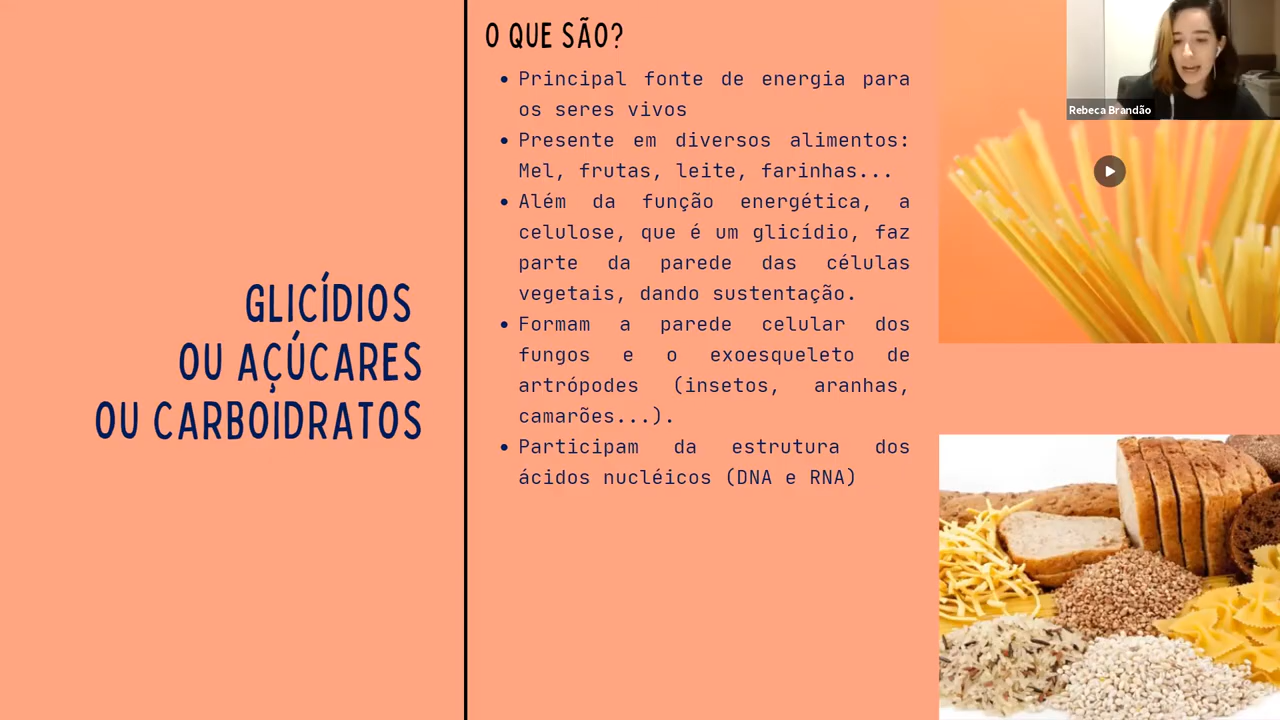 GLICÍDIOS
OU AÇÚCARES
OU CARBOIDRATOS
O QUE SÃO?
• Principal fonte de energia para
os seres vivos
• Presente em diversos alimentos:
Mel, frutas, leite, farinhas...
• Além da função energética, a
celulose, que é um glicídio, faz
parte da parede das células
vegetais, dando sustentação.
• Formam a parede celular dos
fungos e o exoesqueleto de
artrópodes (insetos, aranhas,
camarões...).
• Participam da estrutura dos
ácidos nucléicos (DNA e RNA)
Rebeca Brandão